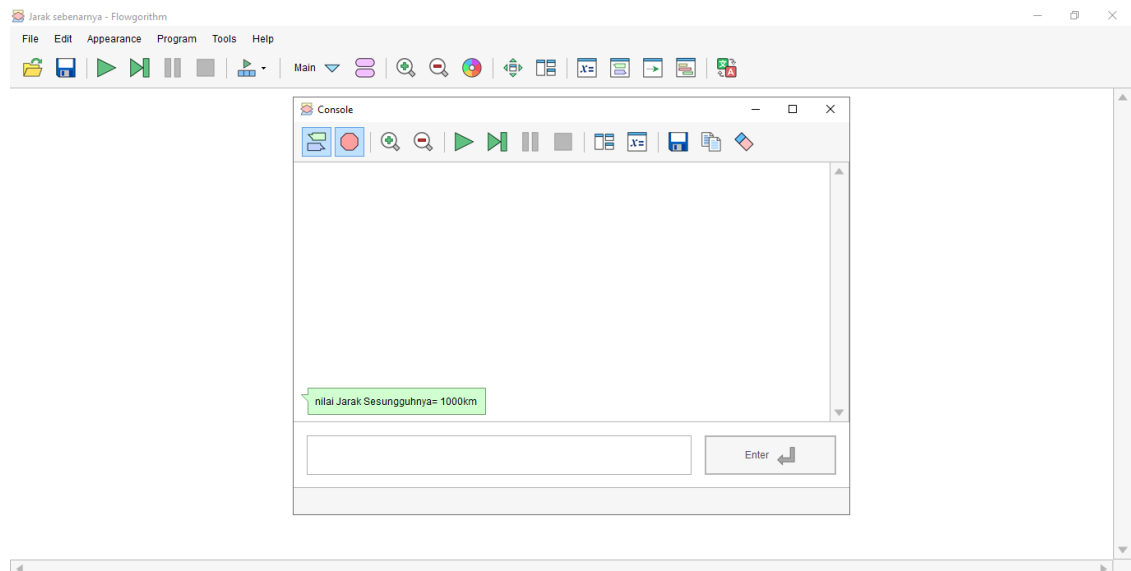 Jarak sebenarnya - Flowgorithm
File Edit Appearance Program Tools Help
Main
x=
Console
x=
nilai Jarak Sesungguhnya= 1000km
Enter